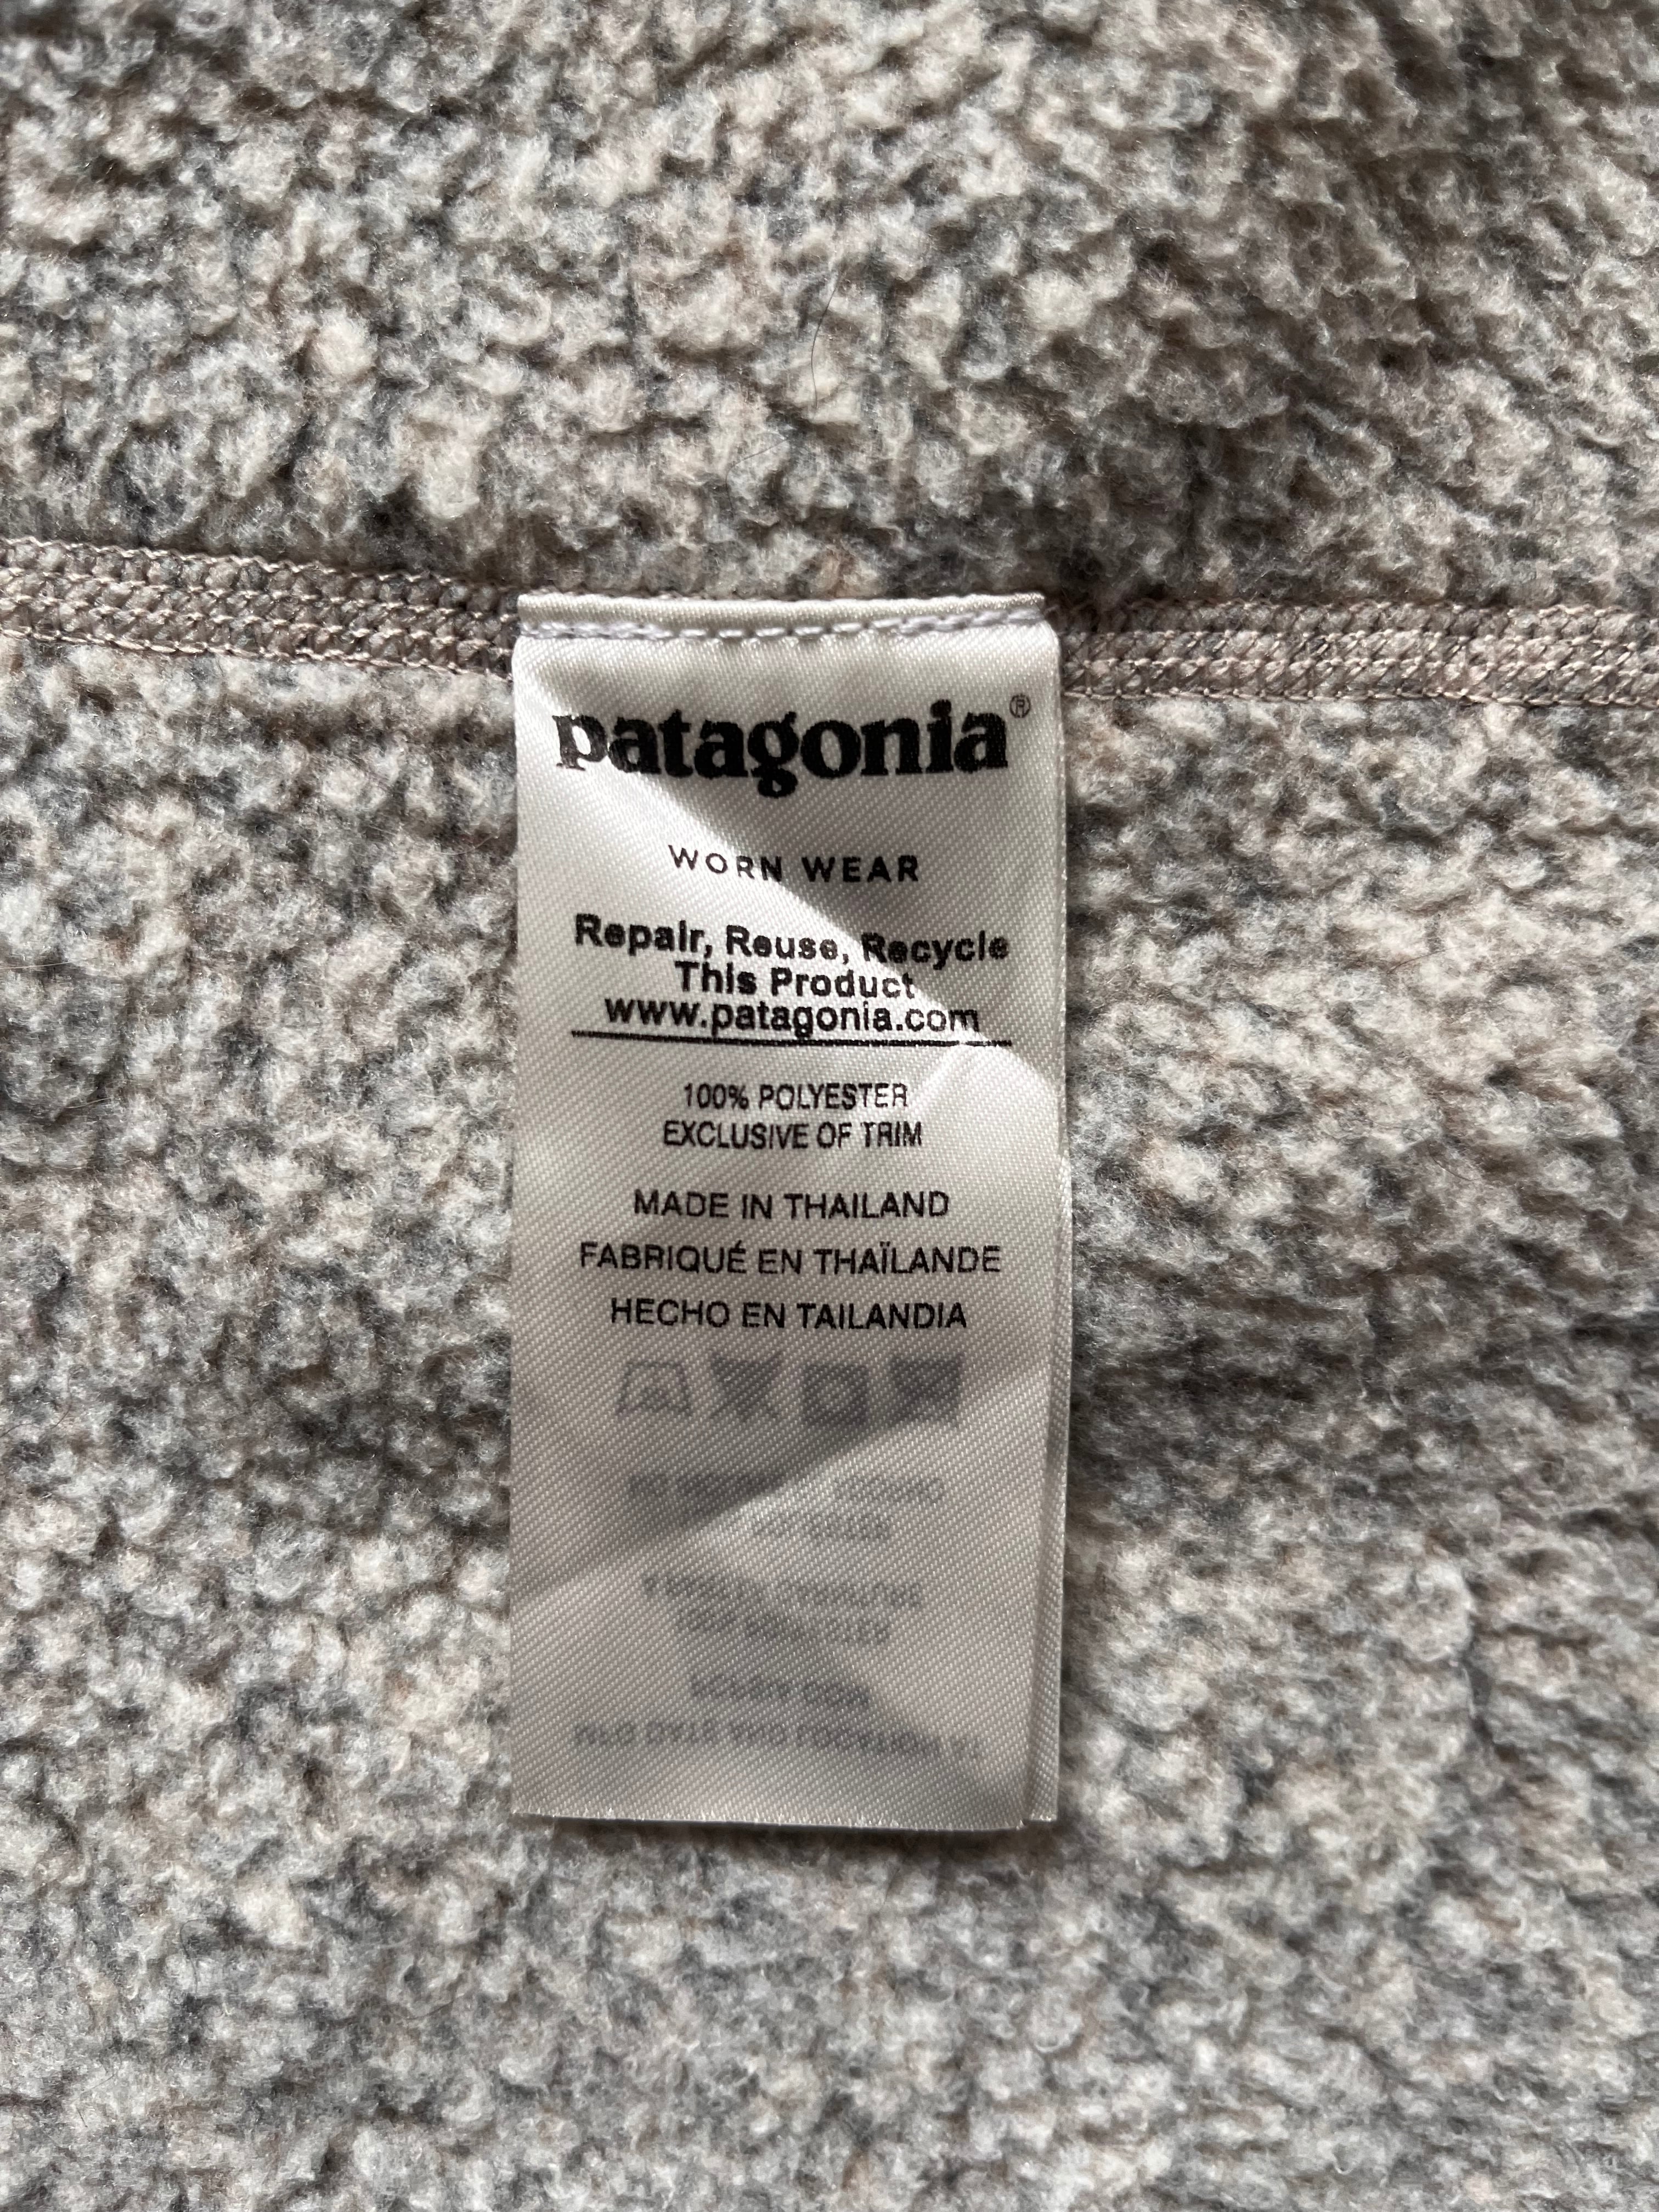 patagonia®
WORN WEAR
Repair, Reuse, Recycle
This Product
www.patagonia.com
100% POLYESTER
EXCLUSIVE OF TRIM
MADE IN THAILAND
FABRIQUÉ EN THAÏLANDE
HECHO EN TAILANDIA